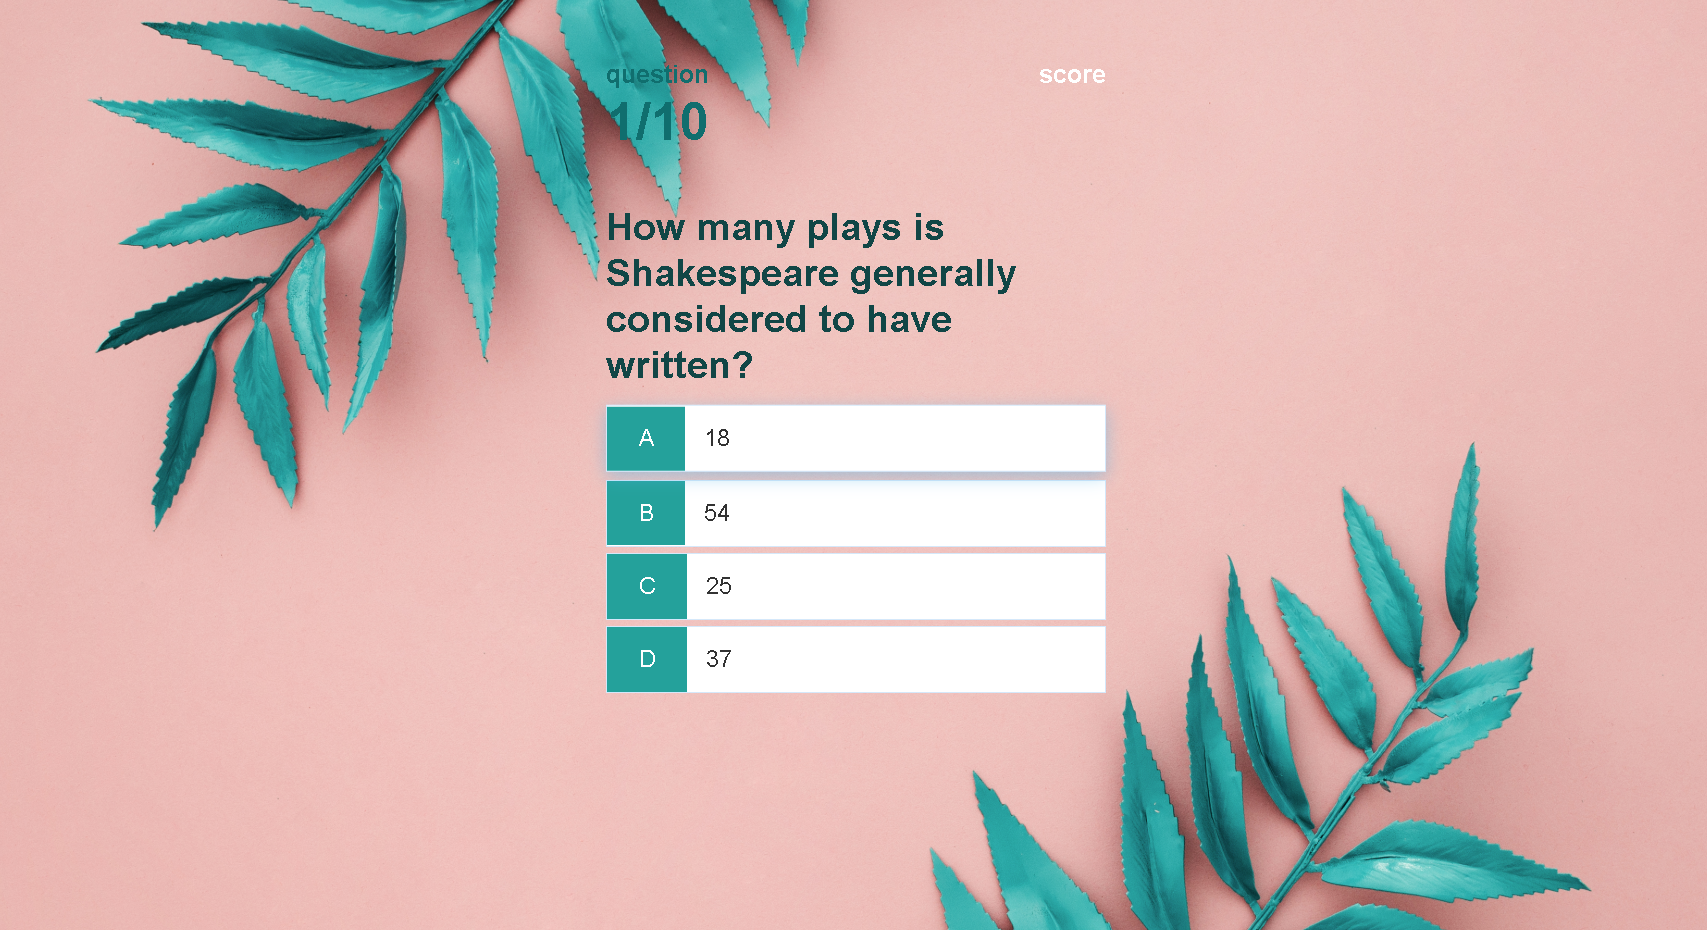 question
score
1/10
How many plays is
Shakespeare generally
considered to have
written?
A
18
B
54
C
25
D
37